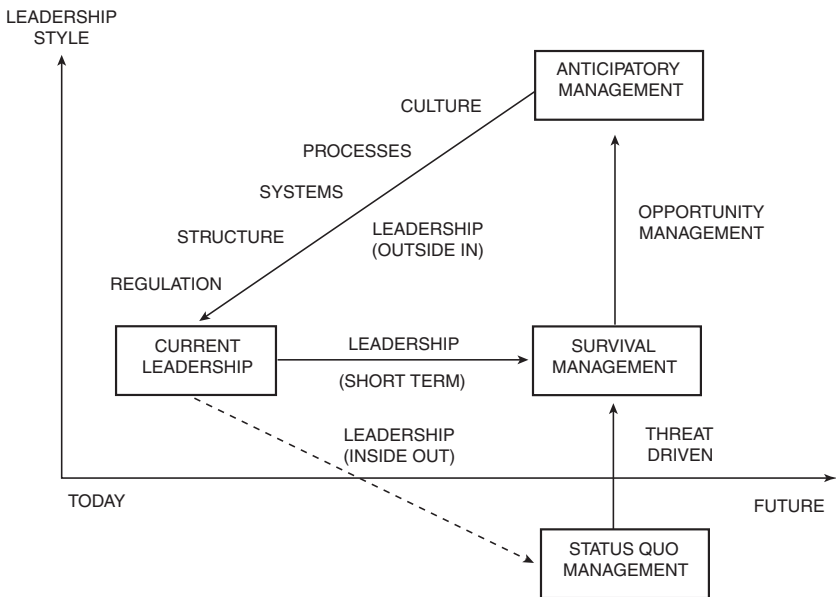 LEADERSHIP
STYLE
ANTICIPATORY
MANAGEMENT
CULTURE
PROCESSES
SYSTEMS
OPPORTUNITY
MANAGEMENT
LEADERSHIP
(OUTSIDE IN)
STRUCTURE
REGULATION
CURRENT
LEADERSHIP
LEADERSHIP
(SHORT TERM)
SURVIVAL
MANAGEMENT
LEADERSHIP
(INSIDE OUT)
THREAT
DRIVEN
TODAY
FUTURE
STATUS QUO
MANAGEMENT